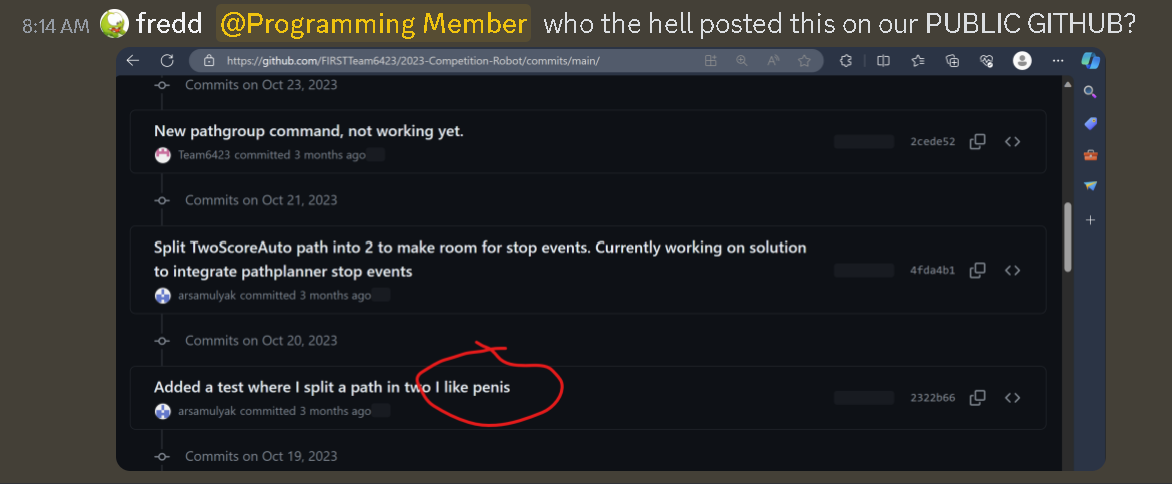 8:14 AM fredd @Programming Member who the hell posted this on our PUBLIC GITHUB?
https://github.com/FIRSTTeam6423/2023-Competition-Robot/commits/main/
Commits on Oct 23, 2023
New pathgroup command, not working yet.
Team6423 committed 3 months ago
2cede52
Commits on Oct 21, 2023
Split TwoScoreAuto path into 2 to make room for stop events. Currently working on solution
to integrate pathplanner stop events
arsamulyak committed 3 months ago
4fda4b1
Commits on Oct 20, 2023
Added a test where I split a path in two I like penis
arsamulyak committed 3 months ago
2322b66
Commits on Oct 19, 2023